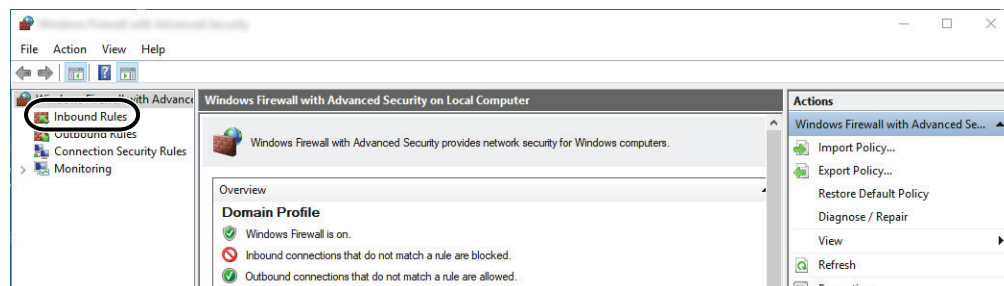 File Action View Help
with Advance
Inbound Rules
Outbound Rules
Connection Security Rules
Monitoring
Windows Firewall with Advanced Security on Local Computer
Windows Firewall with Advanced Security provides network security for Windows computers.
Overview
Domain Profile
Windows Firewall is on.
Inbound connections that do not match a rule are blocked.
Outbound connections that do not match a rule are allowed.
Actions
Windows Firewall with Advanced Se...
Import Policy...
Export Policy...
Restore Default Policy
Diagnose / Repair
View
Refresh